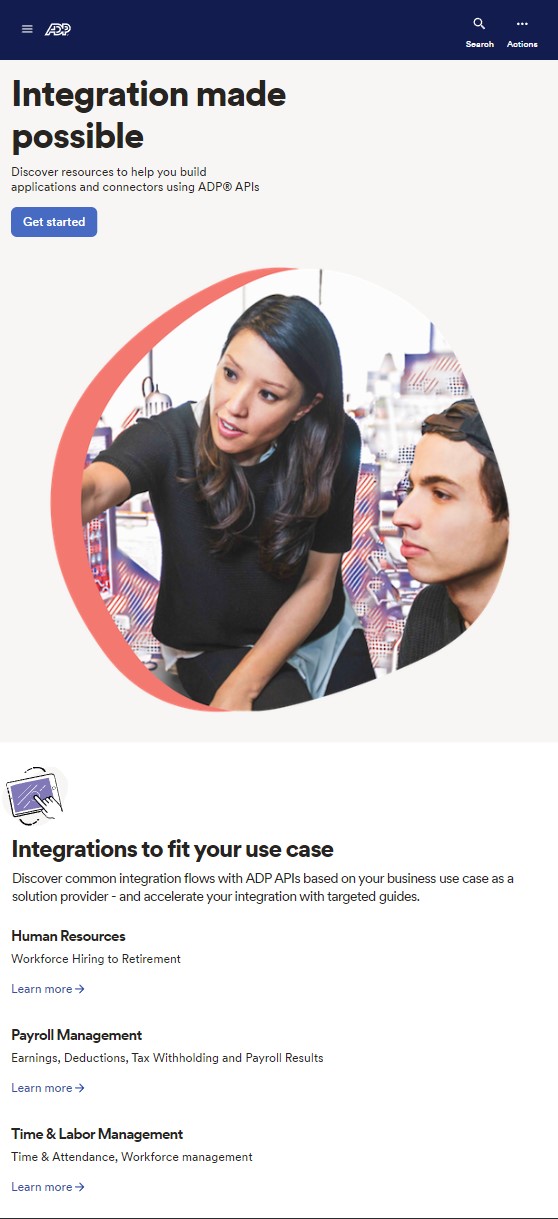 ADP
Search
Actions
Integration made
possible
Discover resources to help you build
applications and connectors using ADP® APIs
Get started
Integrations to fit your use case
Discover common integration flows with ADP APIs based on your business use case as a
solution provider - and accelerate your integration with targeted guides.
Human Resources
Workforce Hiring to Retirement
Learn more
Payroll Management
Earnings, Deductions, Tax Withholding and Payroll Results
Learn more
Time & Labor Management
Time & Attendance, Workforce management
Learn more